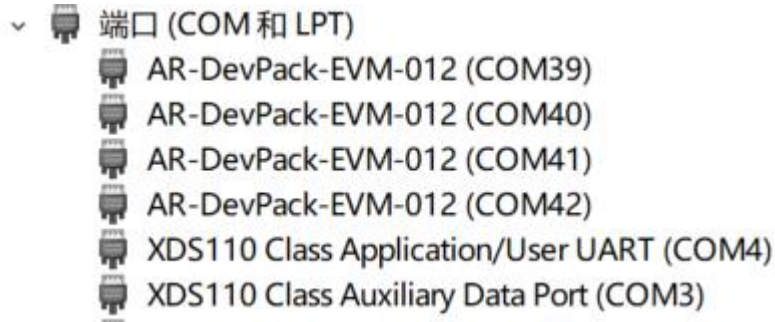 端口 (COM 和 LPT)
AR-DevPack-EVM-012 (COM39)
AR-DevPack-EVM-012 (COM40)
AR-DevPack-EVM-012 (COM41)
AR-DevPack-EVM-012 (COM42)
XDS110 Class Application/User UART (COM4)
XDS110 Class Auxiliary Data Port (COM3)